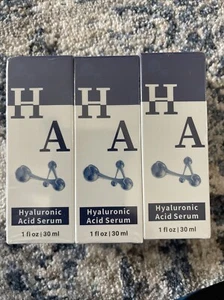 H
A
Hyaluronic
Acid Serum
1 fl oz | 30 ml
H
A
Hyaluronic
Acid Serum
1 fl oz | 30 ml
H
A
Hyaluronic
Acid Serum
1 fl oz | 30 ml